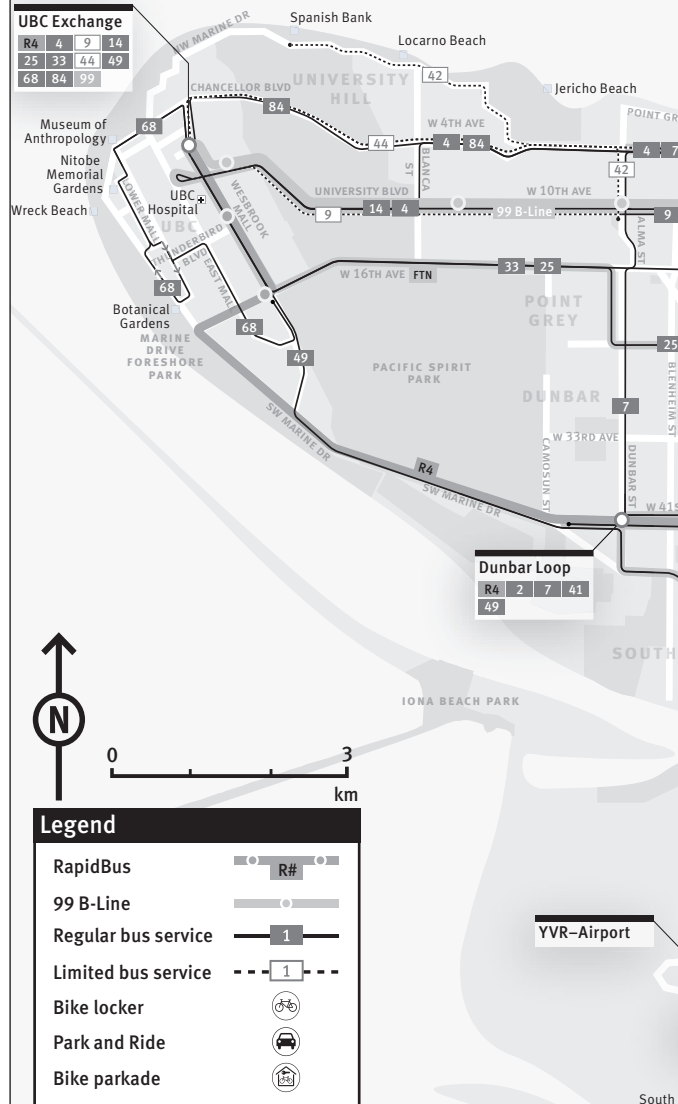 UBC Exchange
R4 4 9 14
25 33 44 49
68 84 99
NW MARINE DR
Spanish Bank
Locarno Beach
42
Jericho Beach
CHANCELLOR BLVD
UNIVERSITY
HILL
84
POINT GR
68
Museum of
Anthropology
W 4TH AVE
44
4 84
4 7
Nitobe
Memorial
Gardens
BLANCA
ST
42
UNIVERSITY BLVD
W 10TH AVE
UBC
Hospital
WESBROOK
MALL
LOWER MALL
Wreck Beach
9
14 4
99 B-Line
9
UBC
ALMA ST
THUNDERBIRD
BLVD
EAST MALL
W 16TH AVE
FTN
33 25
68
Botanical
Gardens
POINT
GREY
MARINE
DRIVE
FORESHORE
PARK
68
49
25
PACIFIC SPIRIT
PARK
BLENHEIM ST
DUNBAR
7
SW MARINE DR
W 33RD AVE
CAMOSUN ST
DUNBAR ST
R4
SW MARINE DR
W 41S
Dunbar Loop
R4 2 7 41
49
SOUTH
IONA BEACH PARK
N
0 3
km
Legend
RapidBus R#
99 B-Line
Regular bus service 1
Limited bus service 1
Bike locker
Park and Ride
Bike parkade
YVR–Airport
South